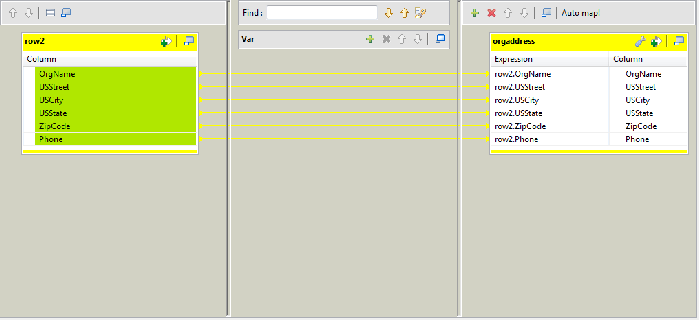 Find :
Auto map!
row2
Var
orgaddress
Column
Expression Column
OrgName
row2.OrgName OrgName
USStreet
row2.USStreet USStreet
USCity
row2.USCity USCity
USState
row2.USState USState
ZipCode
row2.ZipCode ZipCode
Phone
row2.Phone Phone